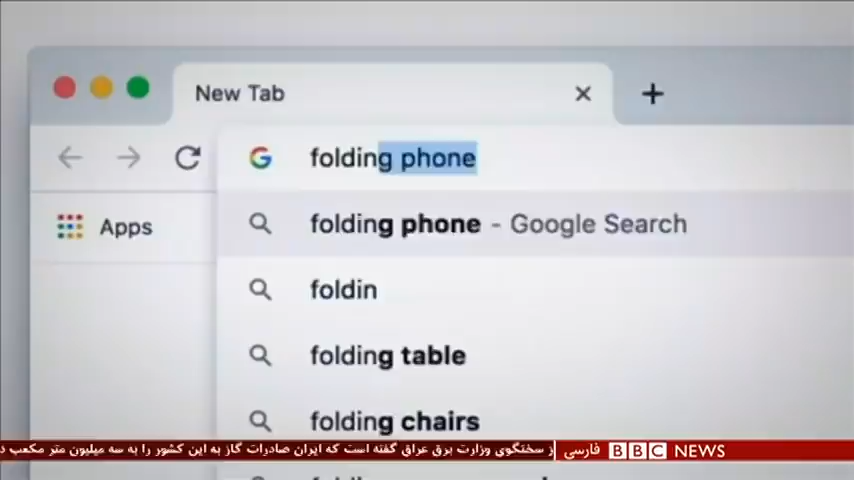 New Tab
folding phone
folding phone - Google Search
Apps
foldin
folding table
folding chairs
سخنگوی وزارت برق عراق گفته است که ایران صادرات گاز به این کشور را به سه میلیون متر مکعب
فارسی BBC NEWS